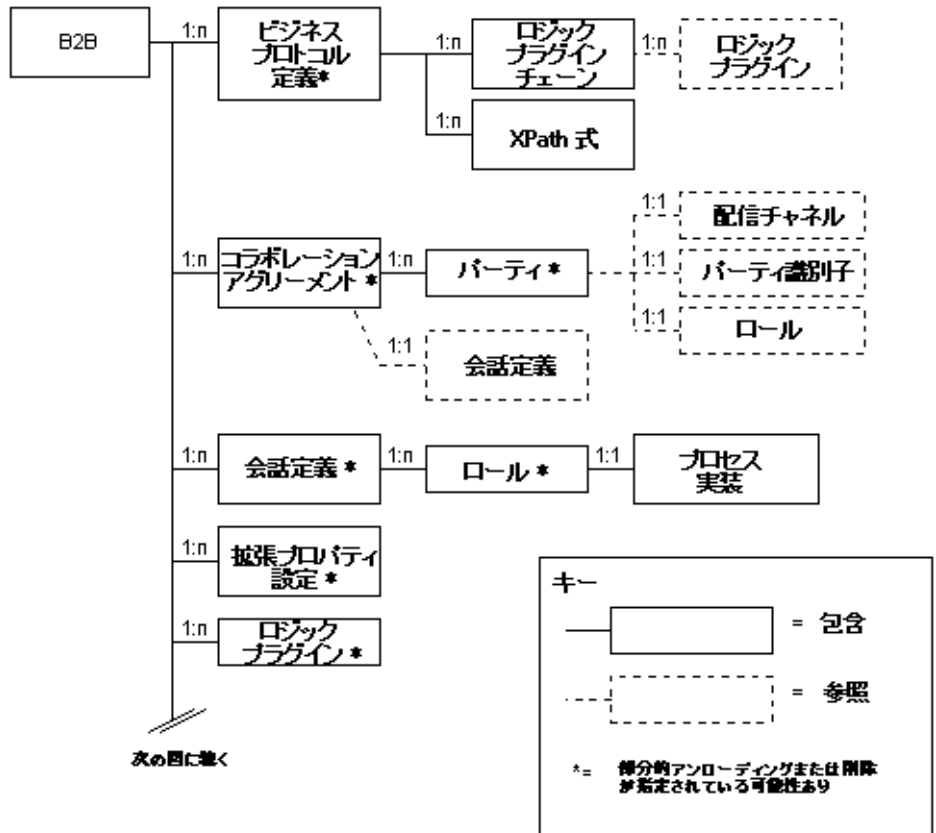 B2B
1:n
ビジネス
プロトコル
定義*
1:n
ロジック
プラグイン
チェーン
1:n
ロジック
プラグイン
1:n
XPath 式
1:n
コラボレーション
アグリーメント *
1:n
パーティ *
1:1
配信チャネル
1:1
パーティ識別子
1:1
ロール
1:1
会話定義
1:n
会話定義 *
1:n
ロール *
1:1
プロセス
実装
1:n
拡張プロパティ
設定 *
1:n
ロジック
プラグイン *
次の図に続く
キー
= 包含
= 参照
*= 部分的アンローディングまたは削除
が指定されている可能性あり